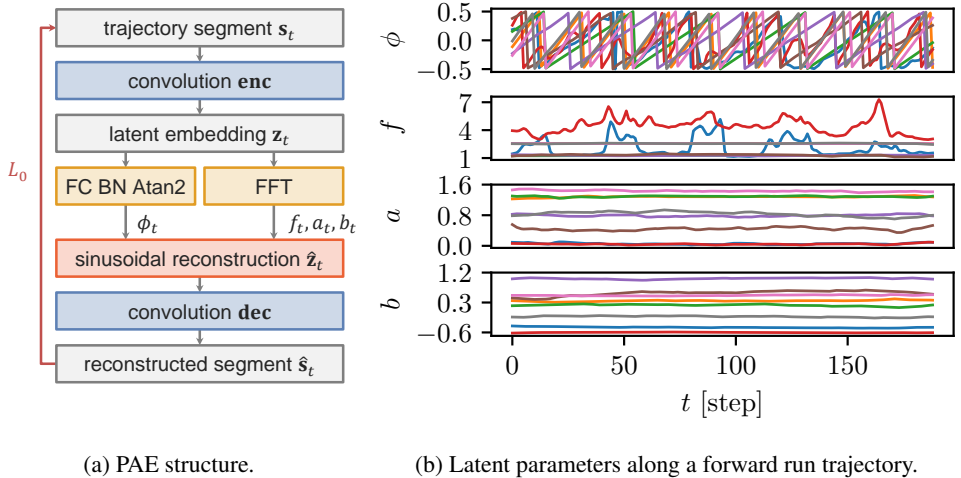 trajectory segment s_t
convolution enc
latent embedding z_t
FC BN Atan2
FFT
L_0
ϕ_t
f_t, a_t, b_t
sinusoidal reconstruction ẑ_t
convolution dec
reconstructed segment ŝ_t
(a) PAE structure.
ϕ
0.5
0.0
−0.5
f
7
4
1
a
1.6
0.8
0.0
b
1.2
0.3
−0.6
0 50 100 150
t [step]
(b) Latent parameters along a forward run trajectory.